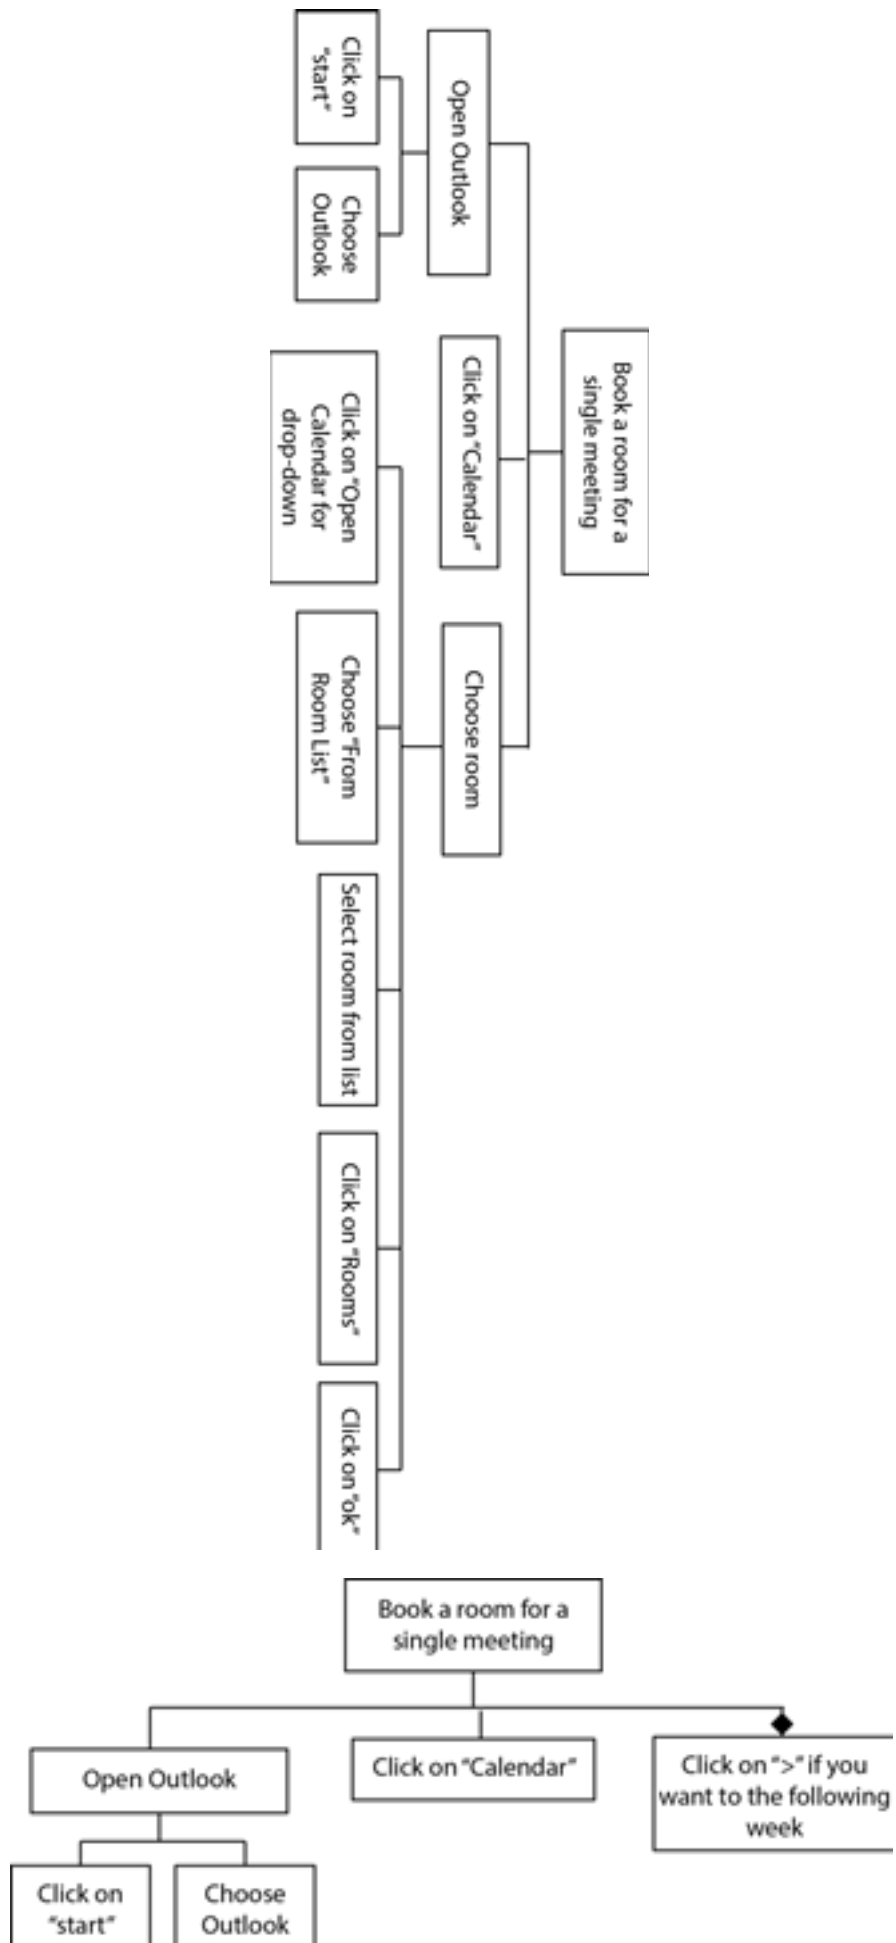 Book a room for a
single meeting
Open Outlook
Click on "Calendar"
Choose room
Click on
"start"
Choose
Outlook
Click on "Open
Calendar for
drop-down
Choose "From
Room List"
Select room from list
Click on "Rooms"
Click on "ok"
Book a room for a
single meeting
Open Outlook
Click on "Calendar"
Click on ">" if you
want to the following
week
Click on
"start"
Choose
Outlook